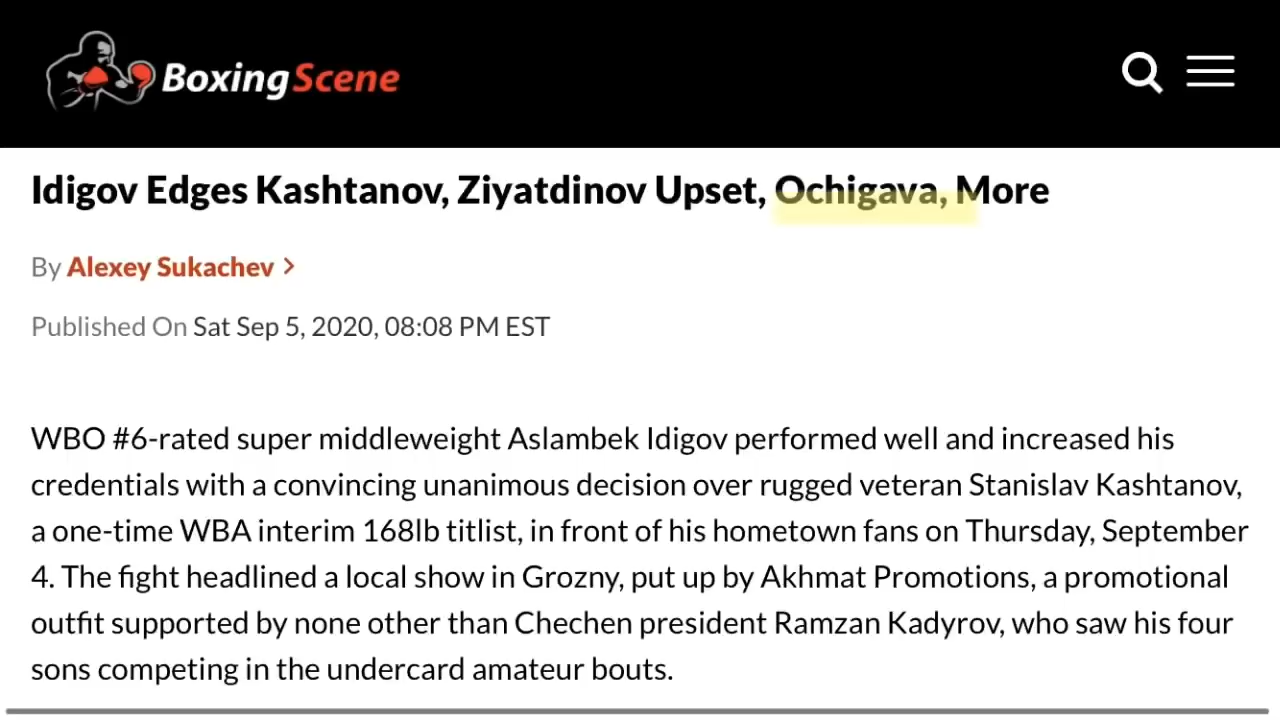 BoxingScene
Idigov Edges Kashtanov, Ziyatdinov Upset, Ochigava, More
By Alexey Sukachev >
Published On Sat Sep 5, 2020, 08:08 PM EST
WBO #6-rated super middleweight Aslambek Idigov performed well and increased his
credentials with a convincing unanimous decision over rugged veteran Stanislav Kashtanov,
a one-time WBA interim 168lb titlist, in front of his hometown fans on Thursday, September
4. The fight headlined a local show in Grozny, put up by Akhmat Promotions, a promotional
outfit supported by none other than Chechen president Ramzan Kadyrov, who saw his four
sons competing in the undercard amateur bouts.